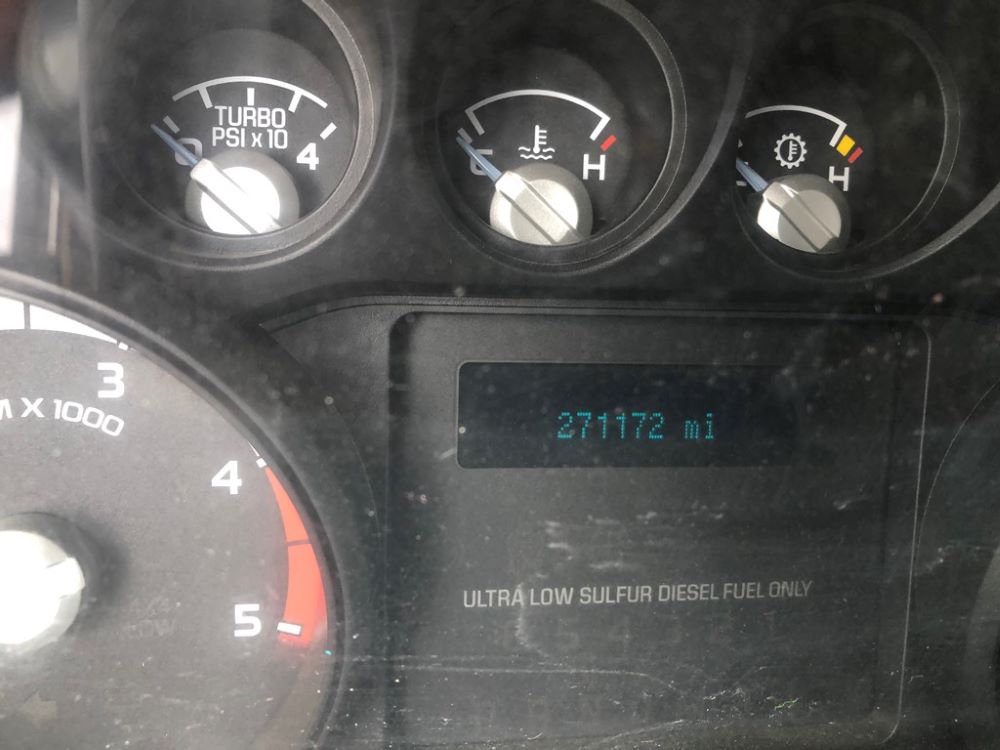 TURBO
PSI x 10
0
4
C
H
H
3
M X 1000
4
5
271172 mi
ULTRA LOW SULFUR DIESEL FUEL ONLY